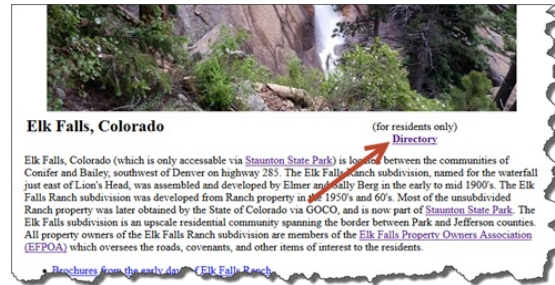 Elk Falls, Colorado
(for residents only)
Directory
Elk Falls, Colorado (which is only accessable via Staunton State Park) is located between the communities of
Conifer and Bailey, southwest of Denver on highway 285. The Elk Falls Ranch subdivision, named for the waterfall
just east of Lion's Head, was assembled and developed by Elmer and Sally Berg in the early to mid 1900's. The Elk
Falls Ranch subdivision was developed from Ranch property in the 1950's and 60's. Most of the unsubdivided
Ranch property was later obtained by the State of Colorado via GOCO, and is now part of Staunton State Park. The
Elk Falls subdivision is an upscale residential community spanning the border between Park and Jefferson counties.
All property owners of the Elk Falls Ranch subdivision are members of the Elk Falls Property Owners Association
(EFPOA) which oversees the roads, covenants, and other items of interest to the residents.
• Brochures from the early days of Elk Falls Ranch